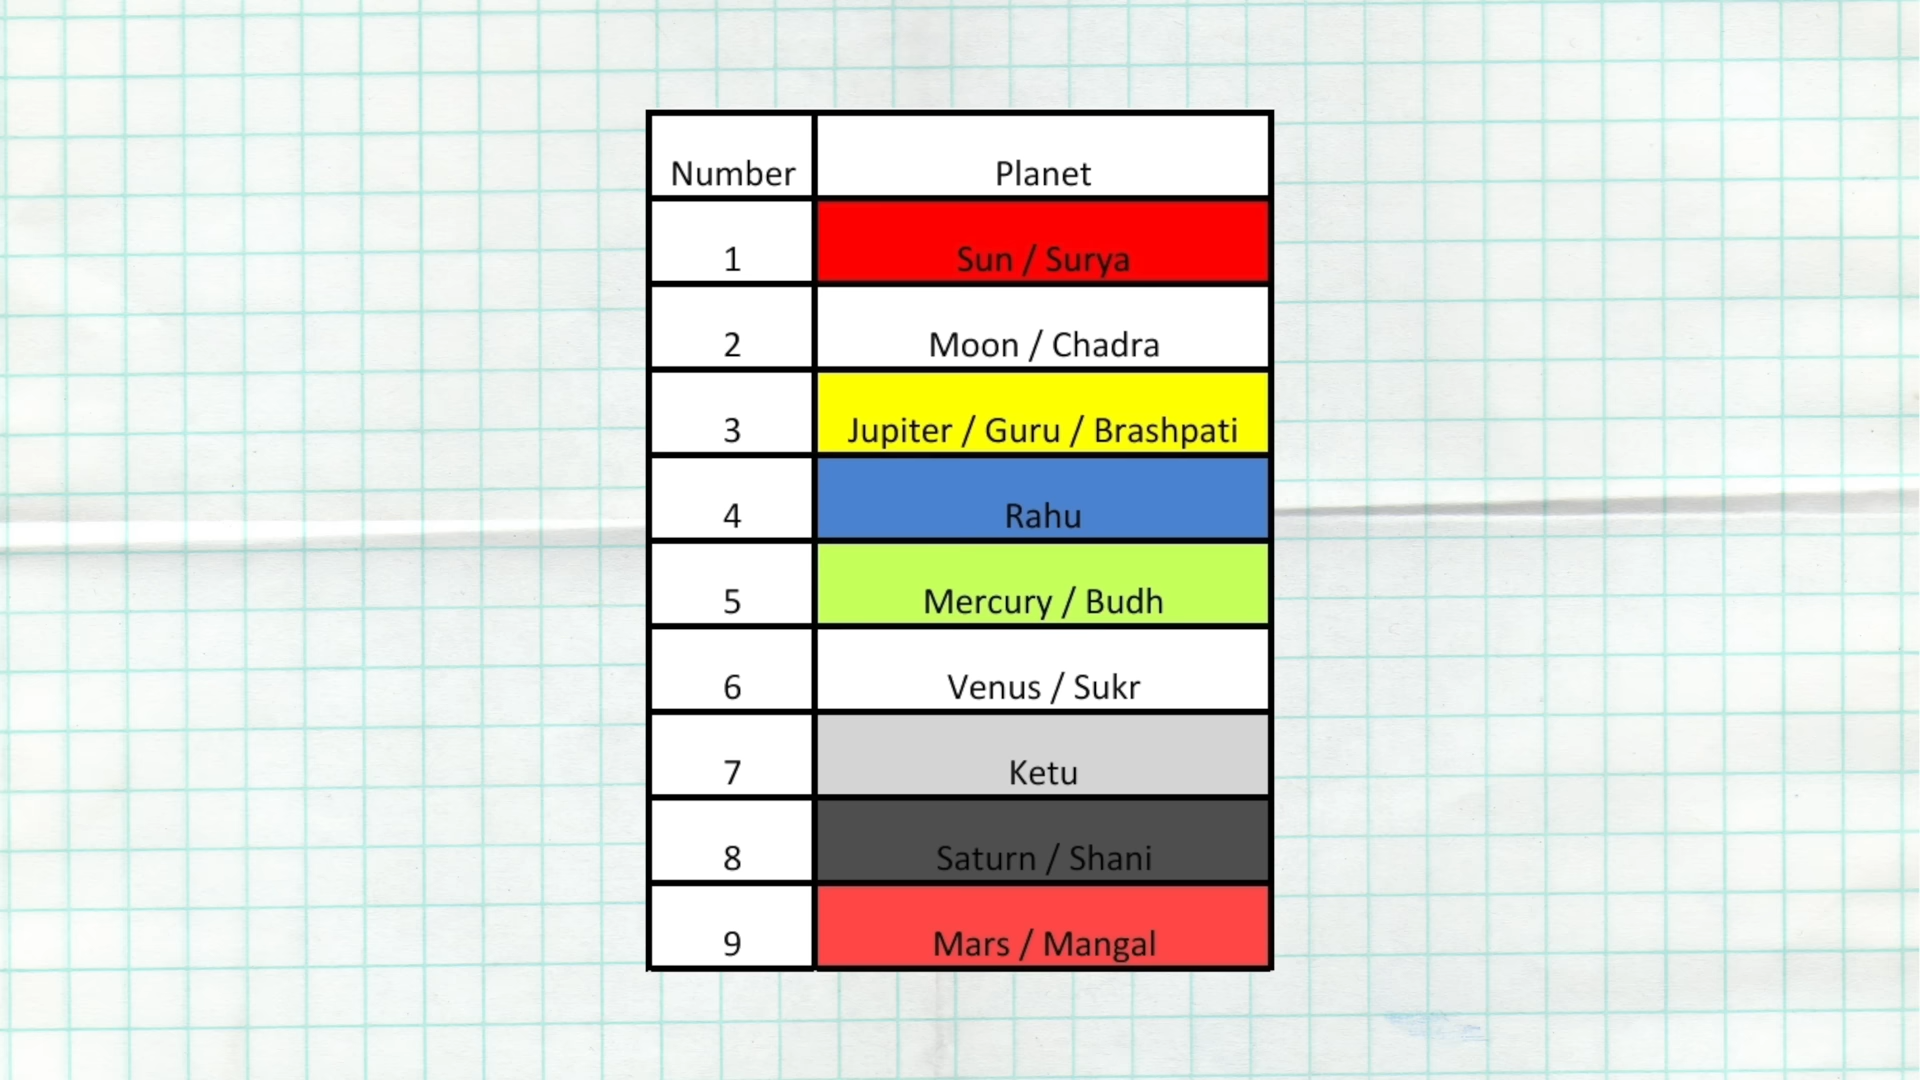 Number Planet
1 Sun / Surya
2 Moon / Chadra
3 Jupiter / Guru / Brashpati
4 Rahu
5 Mercury / Budh
6 Venus / Sukr
7 Ketu
8 Saturn / Shani
9 Mars / Mangal